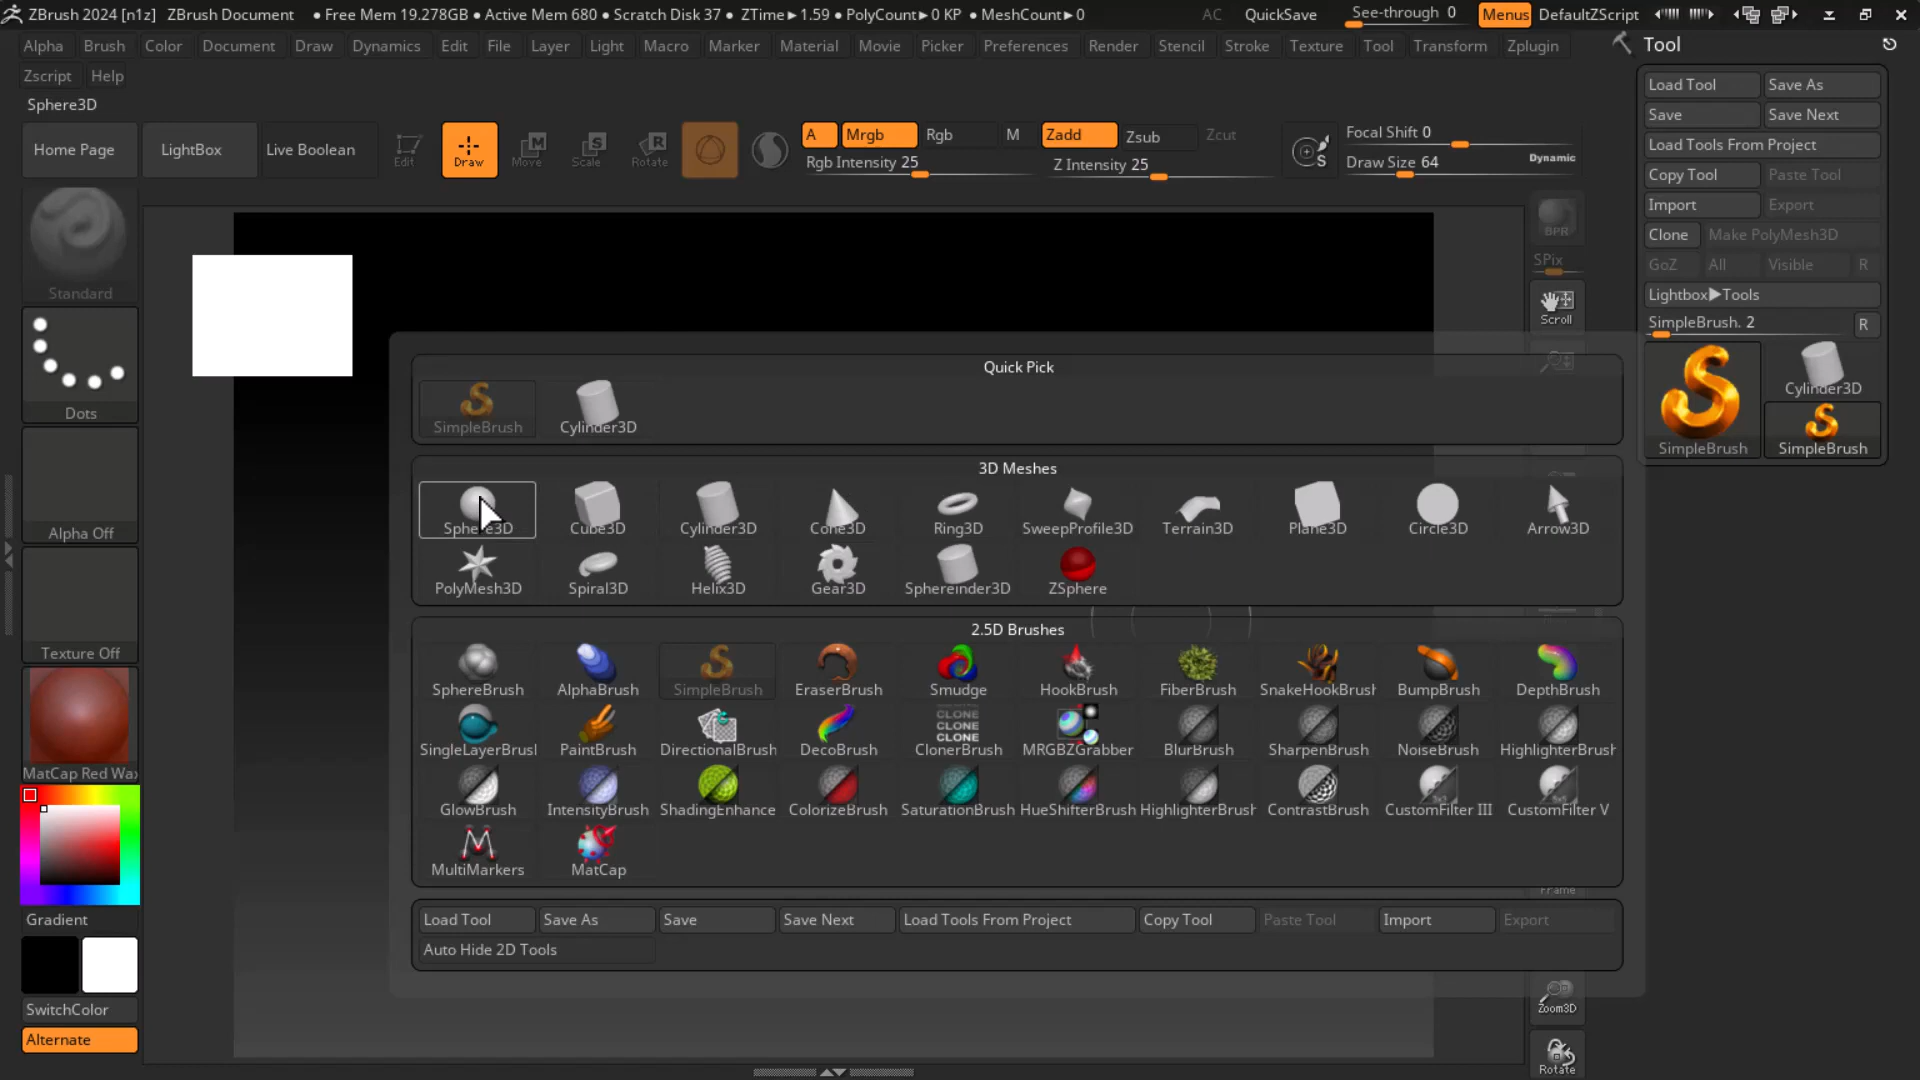 ZBrush 2024 [n1z] ZBrush Document • Free Mem 19.278GB • Active Mem 680 • Scratch Disk 37 • ZTime▶1.59 • PolyCount▶0 KP • MeshCount▶0 AC QuickSave See-through 0 Menus DefaultZScript
Alpha Brush Color Document Draw Dynamics Edit File Layer Light Macro Marker Material Movie Picker Preferences Render Stencil Stroke Texture Tool Transform Zplugin
Zscript Help
Sphere3D
Home Page LightBox Live Boolean Edit Draw Move Scale Rotate
A Mrgb Rgb M Zadd Zsub Zcut
Rgb Intensity 25 Z Intensity 25
S
Focal Shift 0
Draw Size 64 Dynamic
Standard
Dots
Alpha Off
Texture Off
MatCap Red Wax
Gradient
SwitchColor
Alternate
Quick Pick
SimpleBrush Cylinder3D
3D Meshes
Sphere3D Cube3D Cylinder3D Cone3D Ring3D SweepProfile3D Terrain3D Plane3D Circle3D Arrow3D
PolyMesh3D Spiral3D Helix3D Gear3D Sphereinder3D ZSphere
2.5D Brushes
SphereBrush AlphaBrush SimpleBrush EraserBrush Smudge HookBrush FiberBrush SnakeHookBrush BumpBrush DepthBrush
CLONE
CLONE
CLONE
SingleLayerBrusl PaintBrush DirectionalBrush DecoBrush ClonerBrush MRGBZGrabber BlurBrush SharpenBrush NoiseBrush HighlighterBrush
GlowBrush IntensityBrush ShadingEnhance ColorizeBrush SaturationBrush HueShifterBrush HighlighterBrush ContrastBrush CustomFilter III CustomFilter V
MultiMarkers MatCap
Load Tool Save As Save Save Next Load Tools From Project Copy Tool Paste Tool Import Export
Auto Hide 2D Tools
BPR
SPix
Scroll
Frame
Zoom3D
Rotate
Tool
Load Tool Save As
Save Save Next
Load Tools From Project
Copy Tool Paste Tool
Import Export
Clone Make PolyMesh3D
GoZ All Visible R
Lightbox▶Tools
SimpleBrush. 2 R
Cylinder3D
SimpleBrush SimpleBrush